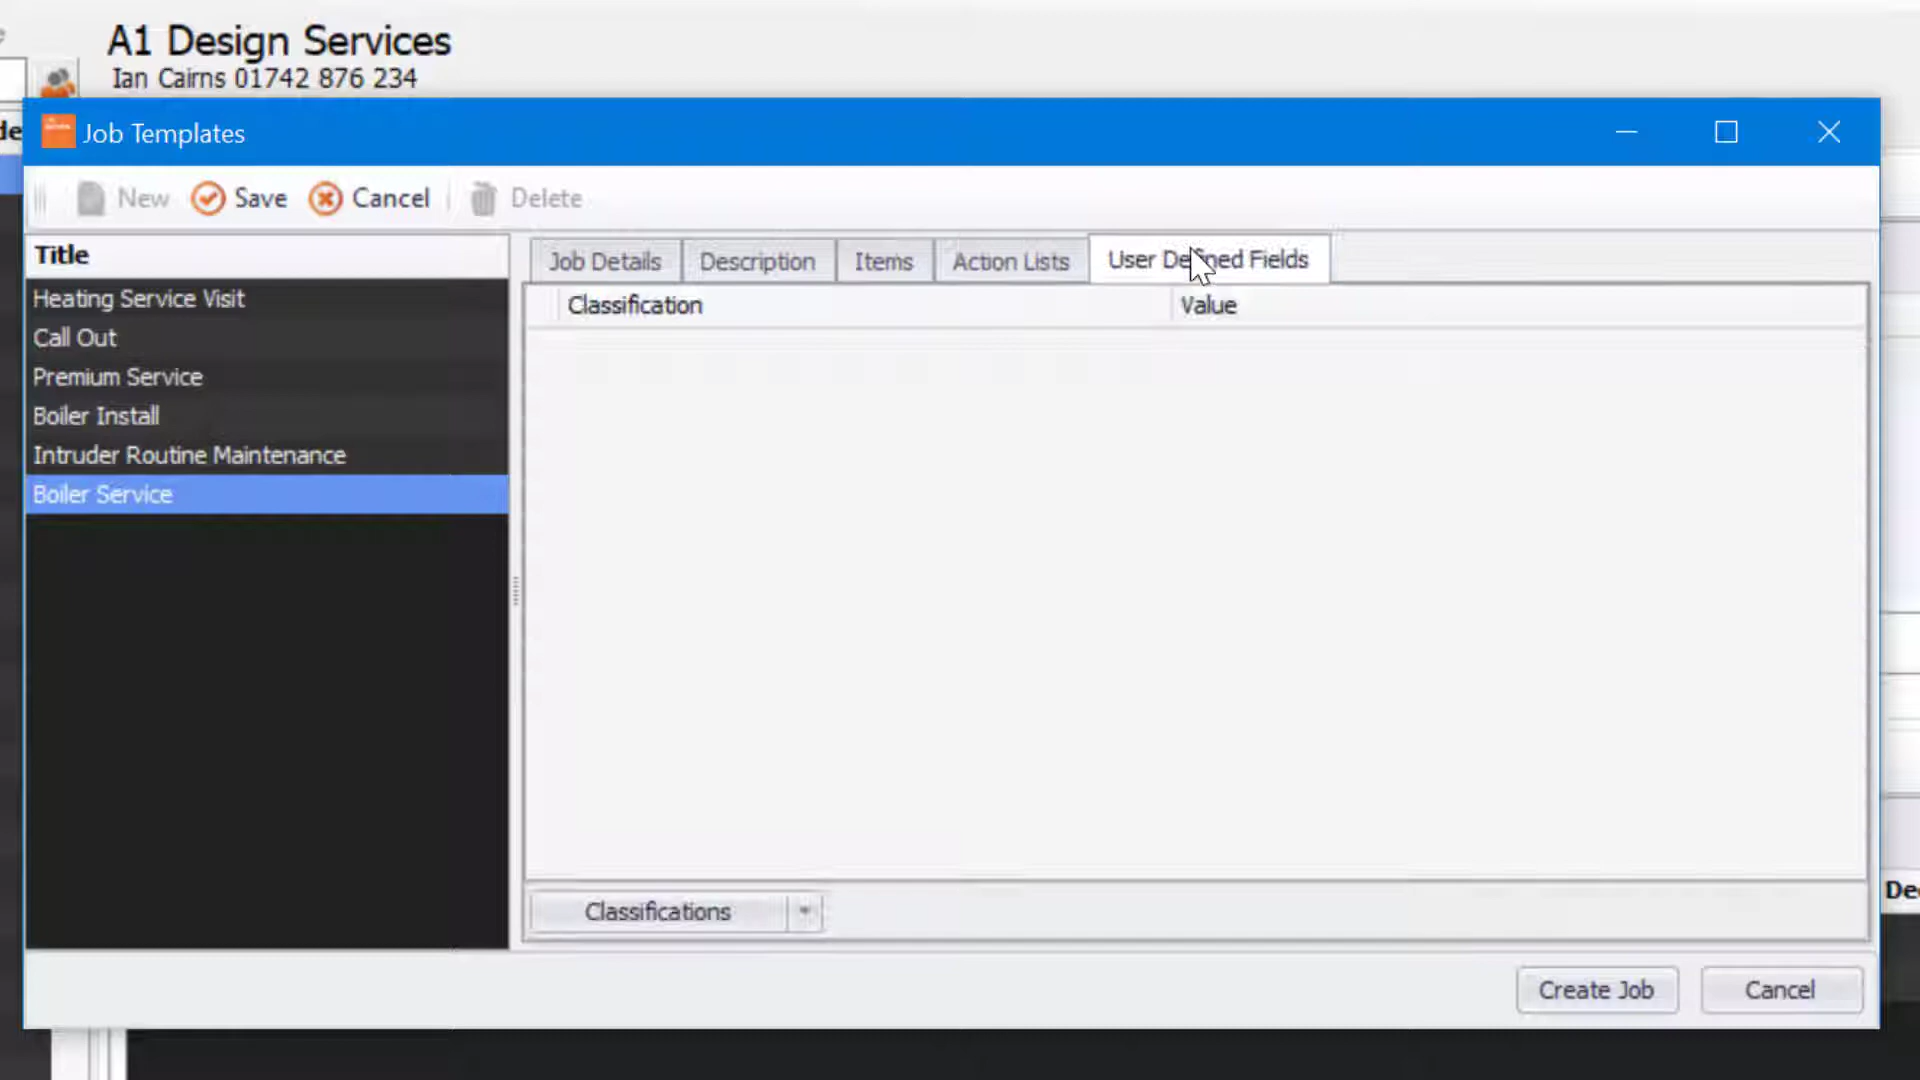 A1 Design Services
Ian Cairns 01742 876 234
Job Templates
New Save Cancel Delete
Title
Heating Service Visit
Call Out
Premium Service
Boiler Install
Intruder Routine Maintenance
Boiler Service
Job Details Description Items Action Lists User Defined Fields
Classification Value
Classifications
Create Job Cancel